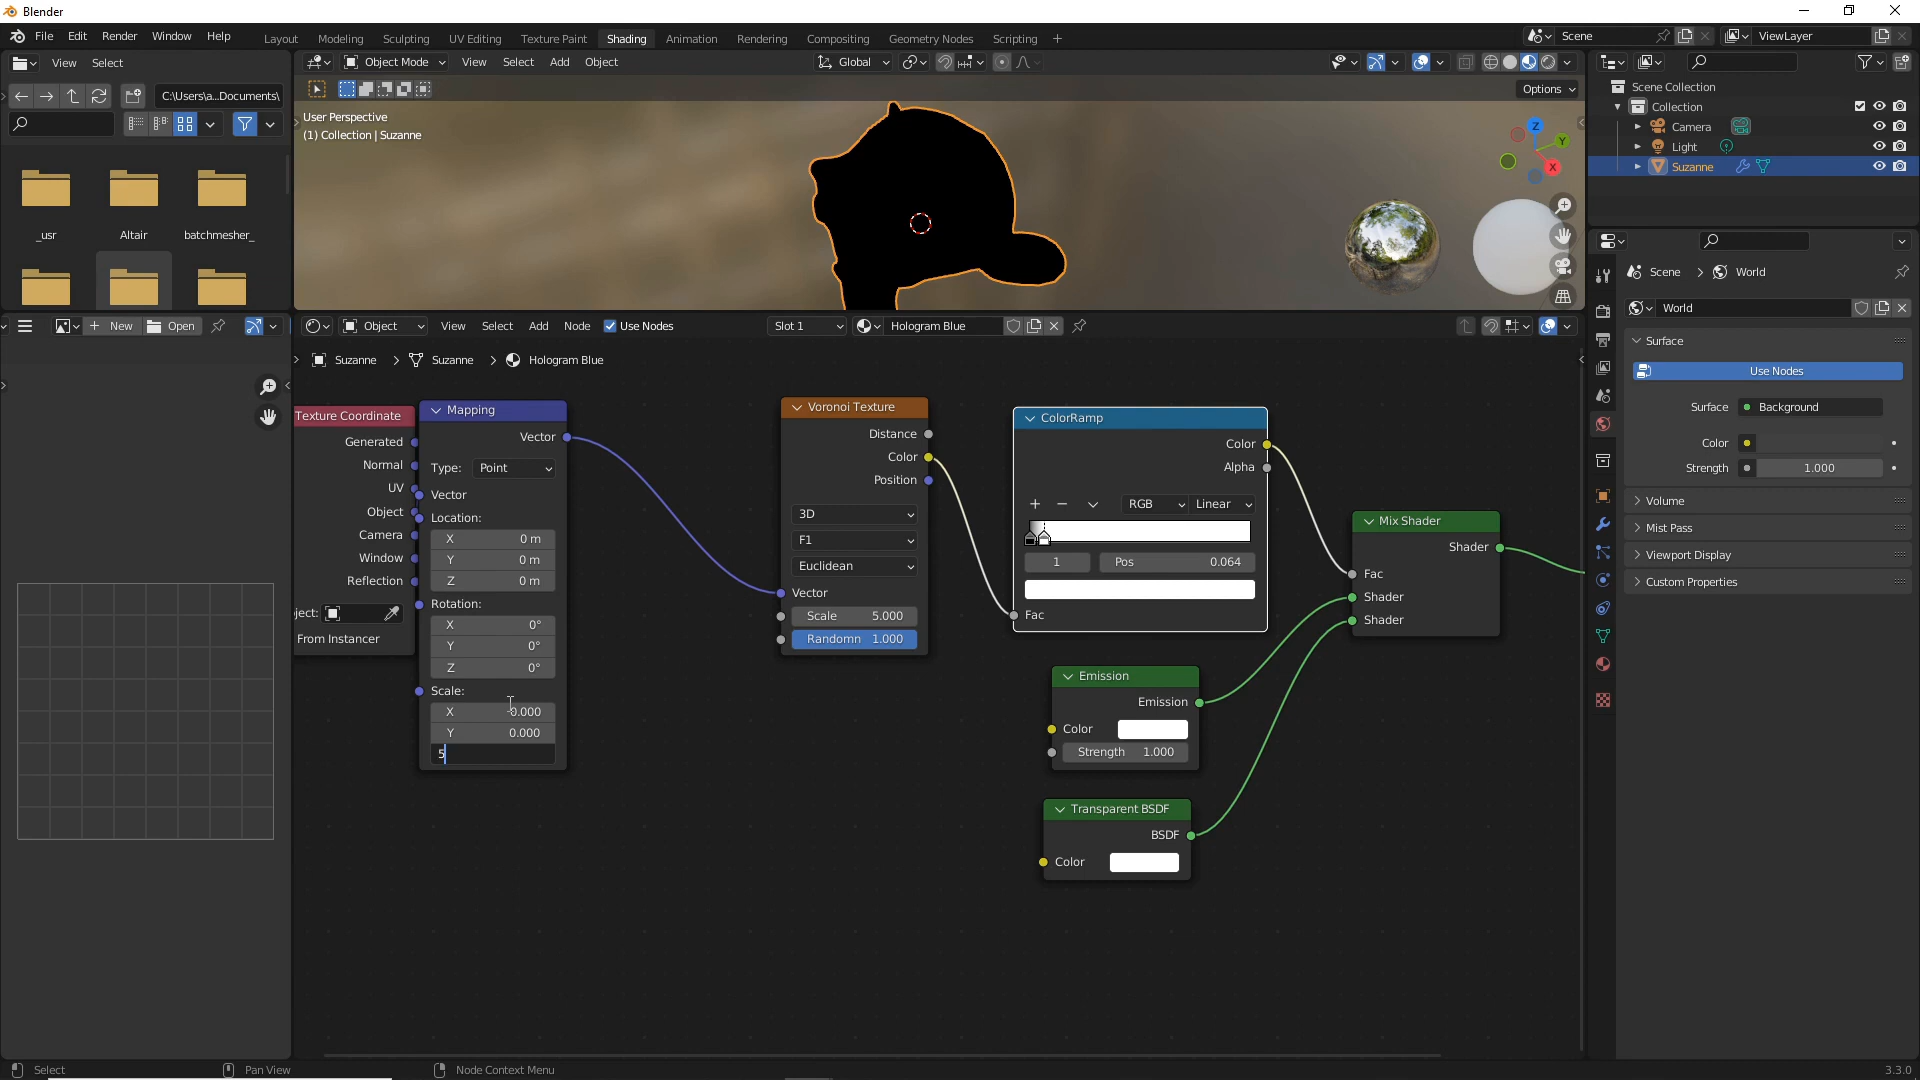 Blender
File Edit Render Window Help
Layout Modeling Sculpting UV Editing Texture Paint Shading Animation Rendering Compositing Geometry Nodes Scripting +
Scene
ViewLayer
View Select
Object Mode View Select Add Object
Global
C:\Users\a...Documents\
Options
_usr Altair batchmesher_
User Perspective
(1) Collection | Suzanne
Z
Y
X
Scene Collection
Collection
Camera
Light
Suzanne
Scene > World
World
Surface
Use Nodes
Surface Background
Color
Strength 1.000
Volume
Mist Pass
Viewport Display
Custom Properties
New Open
Object View Select Add Node Use Nodes Slot 1 Hologram Blue
Suzanne > Suzanne > Hologram Blue
Texture Coordinate
Generated
Normal
UV
Object
Camera
Window
Reflection
ject:
From Instancer
Mapping
Vector
Type: Point
Vector
Location:
X 0 m
Y 0 m
Z 0 m
Rotation:
X 0°
Y 0°
Z 0°
Scale:
X 0.000
Y 0.000
5
Voronoi Texture
Distance
Color
Position
3D
F1
Euclidean
Vector
Scale 5.000
Randomn 1.000
ColorRamp
Color
Alpha
+ − RGB Linear
1 Pos 0.064
Fac
Emission
Emission
Color
Strength 1.000
Transparent BSDF
BSDF
Color
Mix Shader
Shader
Fac
Shader
Shader
Select Pan View Node Context Menu 3.3.0